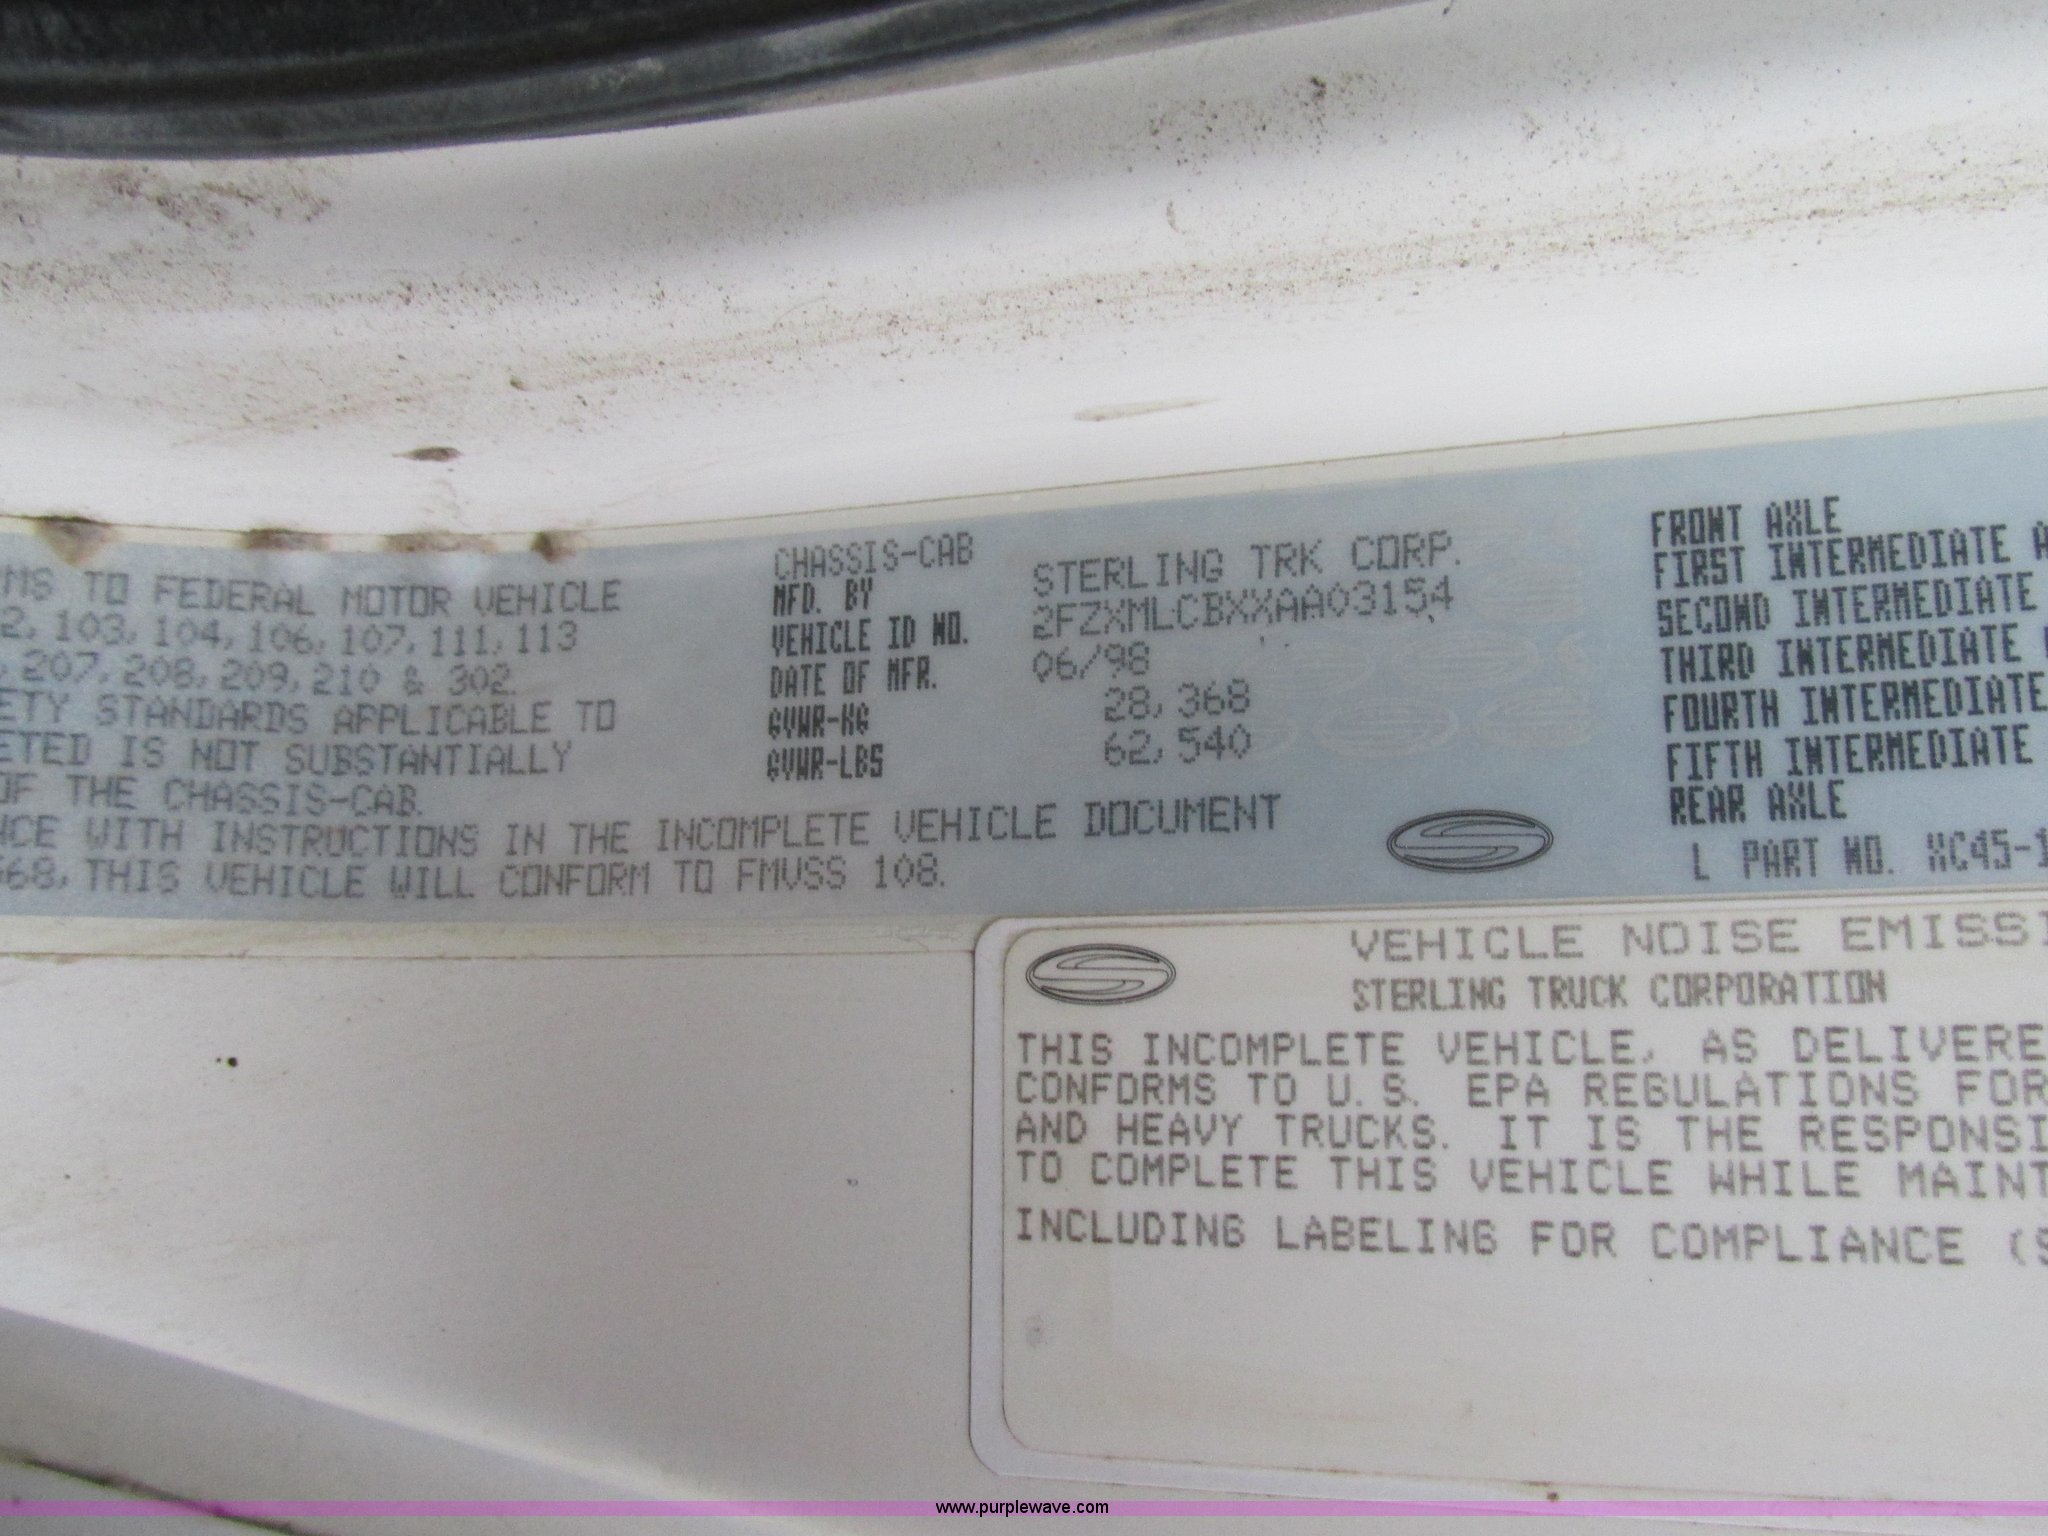 RMS TO FEDERAL MOTOR VEHICLE
2, 103, 104, 106, 107, 111, 113
, 207, 208, 209, 210 & 302.
ETY STANDARDS APPLICABLE TO
ETED IS NOT SUBSTANTIALLY
OF THE CHASSIS-CAB.
NCE WITH INSTRUCTIONS IN THE INCOMPLETE VEHICLE DOCUMENT
668, THIS VEHICLE WILL CONFORM TO FMVSS 108.
CHASSIS-CAB
MFD. BY STERLING TRK CORP.
VEHICLE ID NO. 2FZXMLCBXXAA03154
DATE OF MFR. 06/98
GVWR-KG 28,368
GVWR-LBS 62,540
FRONT AXLE
FIRST INTERMEDIATE A
SECOND INTERMEDIATE
THIRD INTERMEDIATE
FOURTH INTERMEDIATE
FIFTH INTERMEDIATE
REAR AXLE
L PART NO. XC45-1
VEHICLE NOISE EMISSI
STERLING TRUCK CORPORATION
THIS INCOMPLETE VEHICLE, AS DELIVERE
CONFORMS TO U.S. EPA REGULATIONS FOR
AND HEAVY TRUCKS. IT IS THE RESPONSI
TO COMPLETE THIS VEHICLE WHILE MAINT
INCLUDING LABELING FOR COMPLIANCE (S
www.purplewave.com